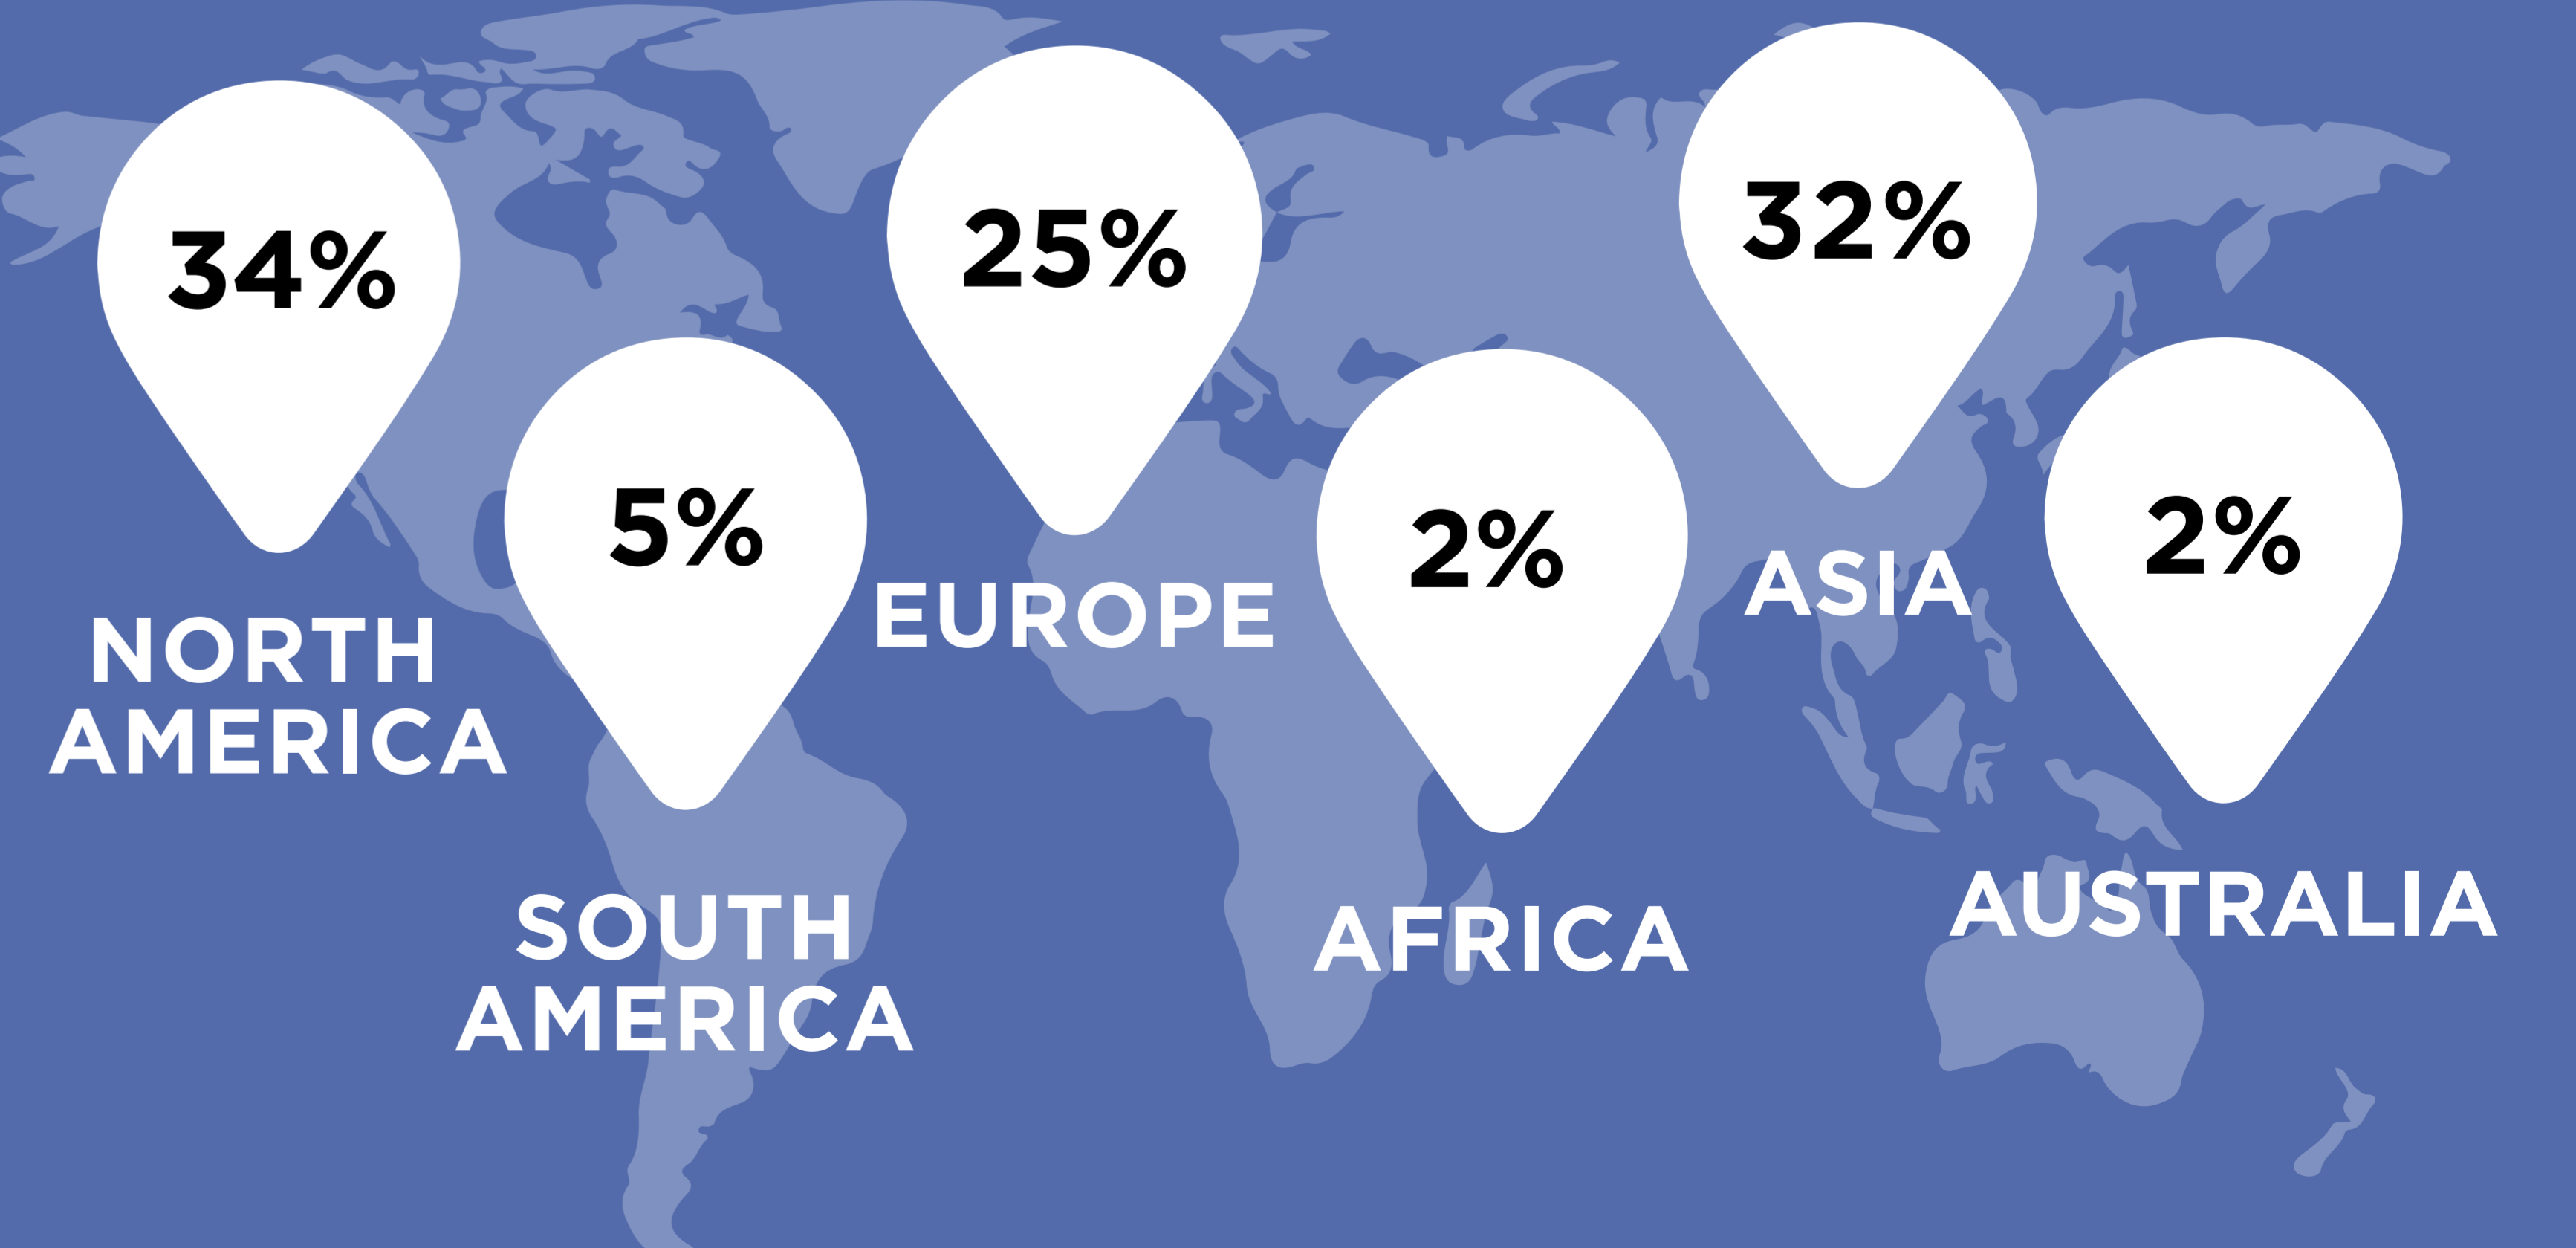 34%
NORTH
AMERICA
5%
SOUTH
AMERICA
25%
EUROPE
2%
AFRICA
32%
ASIA
2%
AUSTRALIA